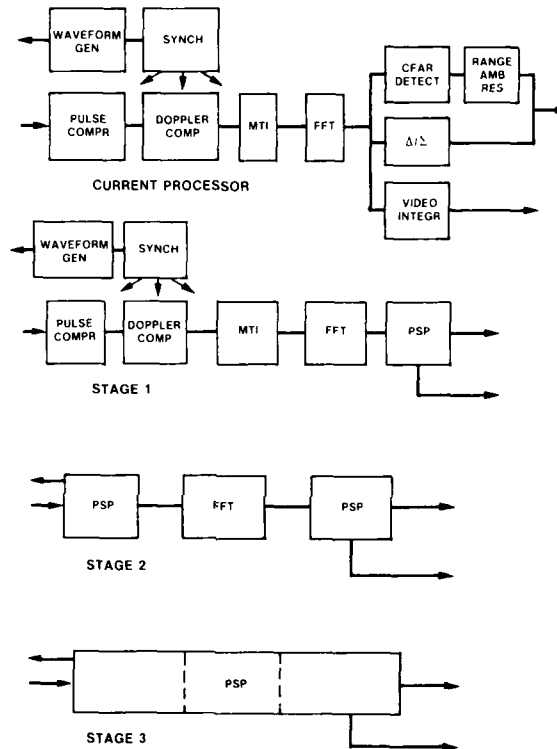 WAVEFORM
GEN
SYNCH
PULSE
COMPR
DOPPLER
COMP
MTI
FFT
CFAR
DETECT
RANGE
AMB
RES
Δ/Σ
VIDEO
INTEGR
CURRENT PROCESSOR
WAVEFORM
GEN
SYNCH
PULSE
COMPR
DOPPLER
COMP
MTI
FFT
PSP
STAGE 1
PSP
FFT
PSP
STAGE 2
PSP
STAGE 3